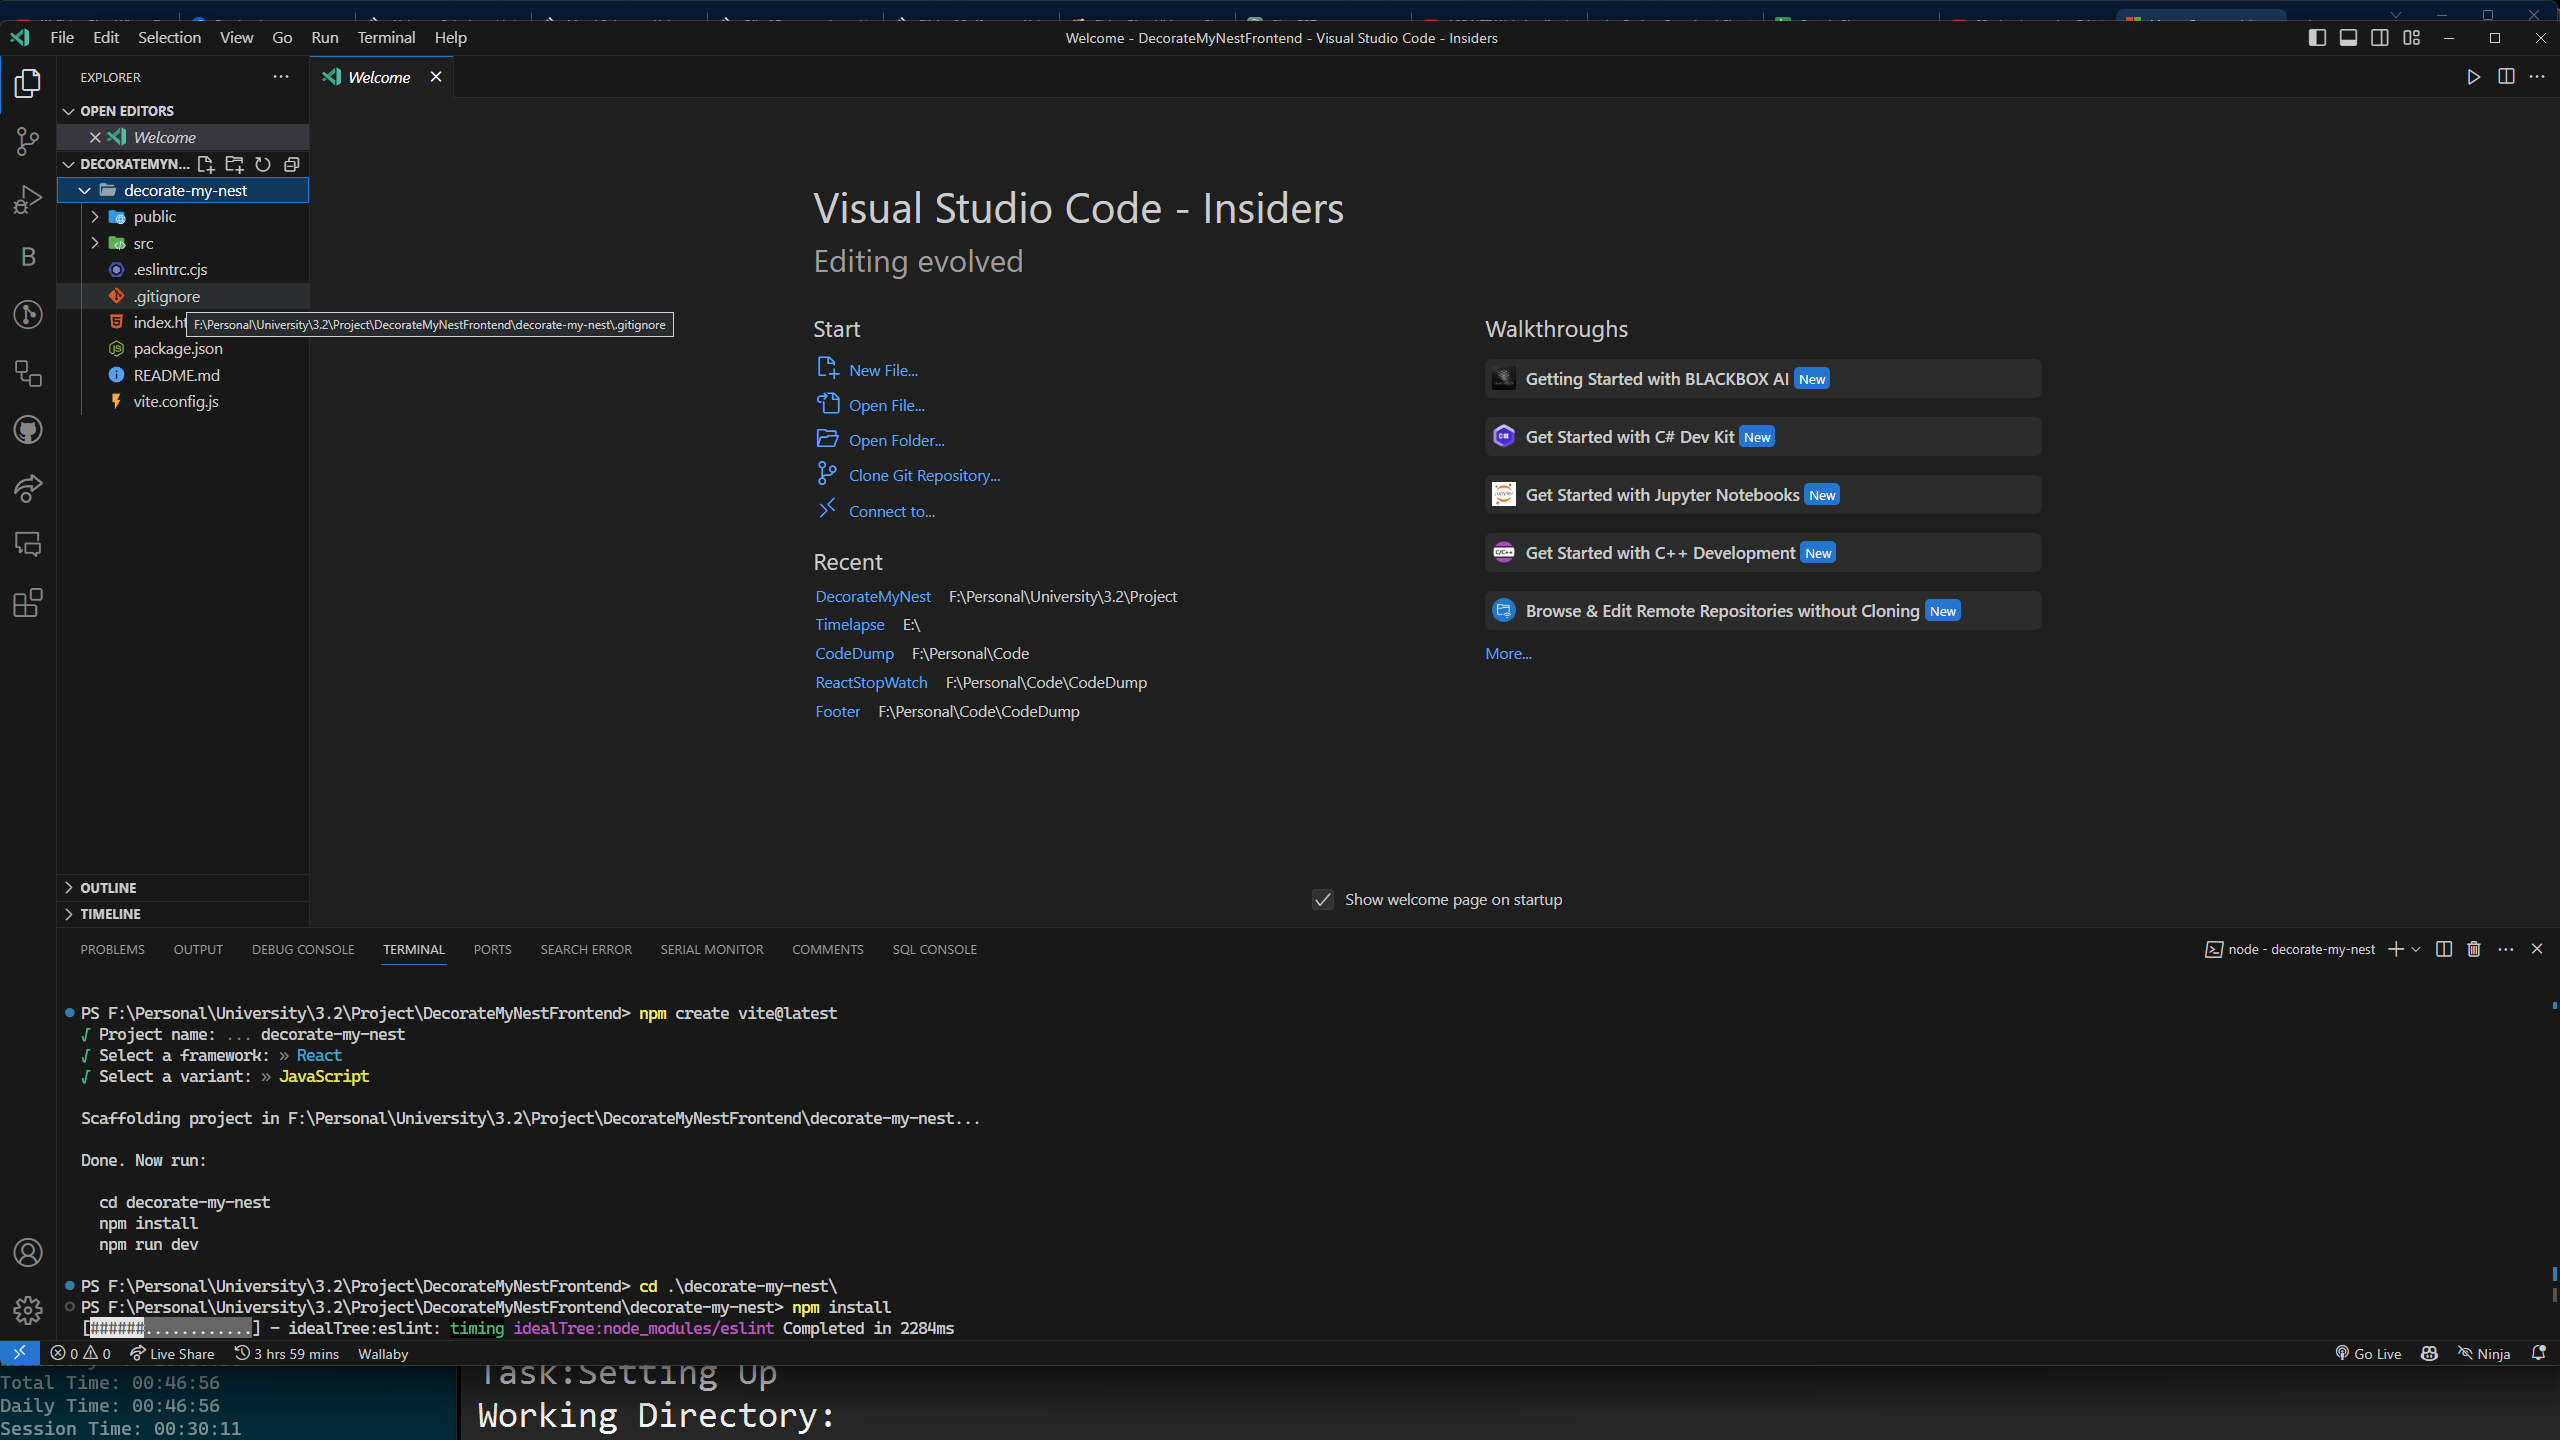 File Edit Selection View Go Run Terminal Help
Welcome - DecorateMyNestFrontend - Visual Studio Code - Insiders
EXPLORER
Welcome
OPEN EDITORS
Welcome
DECORATEMYN...
decorate-my-nest
public
src
.eslintrc.cjs
.gitignore
index.ht
F:\Personal\University\3.2\Project\DecorateMyNestFrontend\decorate-my-nest\.gitignore
package.json
README.md
vite.config.js
OUTLINE
TIMELINE
B
Visual Studio Code - Insiders
Editing evolved
Start
New File...
Open File...
Open Folder...
Clone Git Repository...
Connect to...
Recent
DecorateMyNest F:\Personal\University\3.2\Project
Timelapse E:\
CodeDump F:\Personal\Code
ReactStopWatch F:\Personal\Code\CodeDump
Footer F:\Personal\Code\CodeDump
Walkthroughs
Getting Started with BLACKBOX AI New
Get Started with C# Dev Kit New
Get Started with Jupyter Notebooks New
Get Started with C++ Development New
Browse & Edit Remote Repositories without Cloning New
More...
Show welcome page on startup
PROBLEMS OUTPUT DEBUG CONSOLE TERMINAL PORTS SEARCH ERROR SERIAL MONITOR COMMENTS SQL CONSOLE
node - decorate-my-nest
PS F:\Personal\University\3.2\Project\DecorateMyNestFrontend> npm create vite@latest
√ Project name: ... decorate-my-nest
√ Select a framework: » React
√ Select a variant: » JavaScript
Scaffolding project in F:\Personal\University\3.2\Project\DecorateMyNestFrontend\decorate-my-nest...
Done. Now run:
cd decorate-my-nest
npm install
npm run dev
PS F:\Personal\University\3.2\Project\DecorateMyNestFrontend> cd .\decorate-my-nest\
PS F:\Personal\University\3.2\Project\DecorateMyNestFrontend\decorate-my-nest> npm install
[######............] - idealTree:eslint: timing idealTree:node_modules/eslint Completed in 2284ms
0 0 Live Share 3 hrs 59 mins Wallaby
Go Live Ninja
Total Time: 00:46:56
Daily Time: 00:46:56
Session Time: 00:30:11
Task:Setting Up
Working Directory: